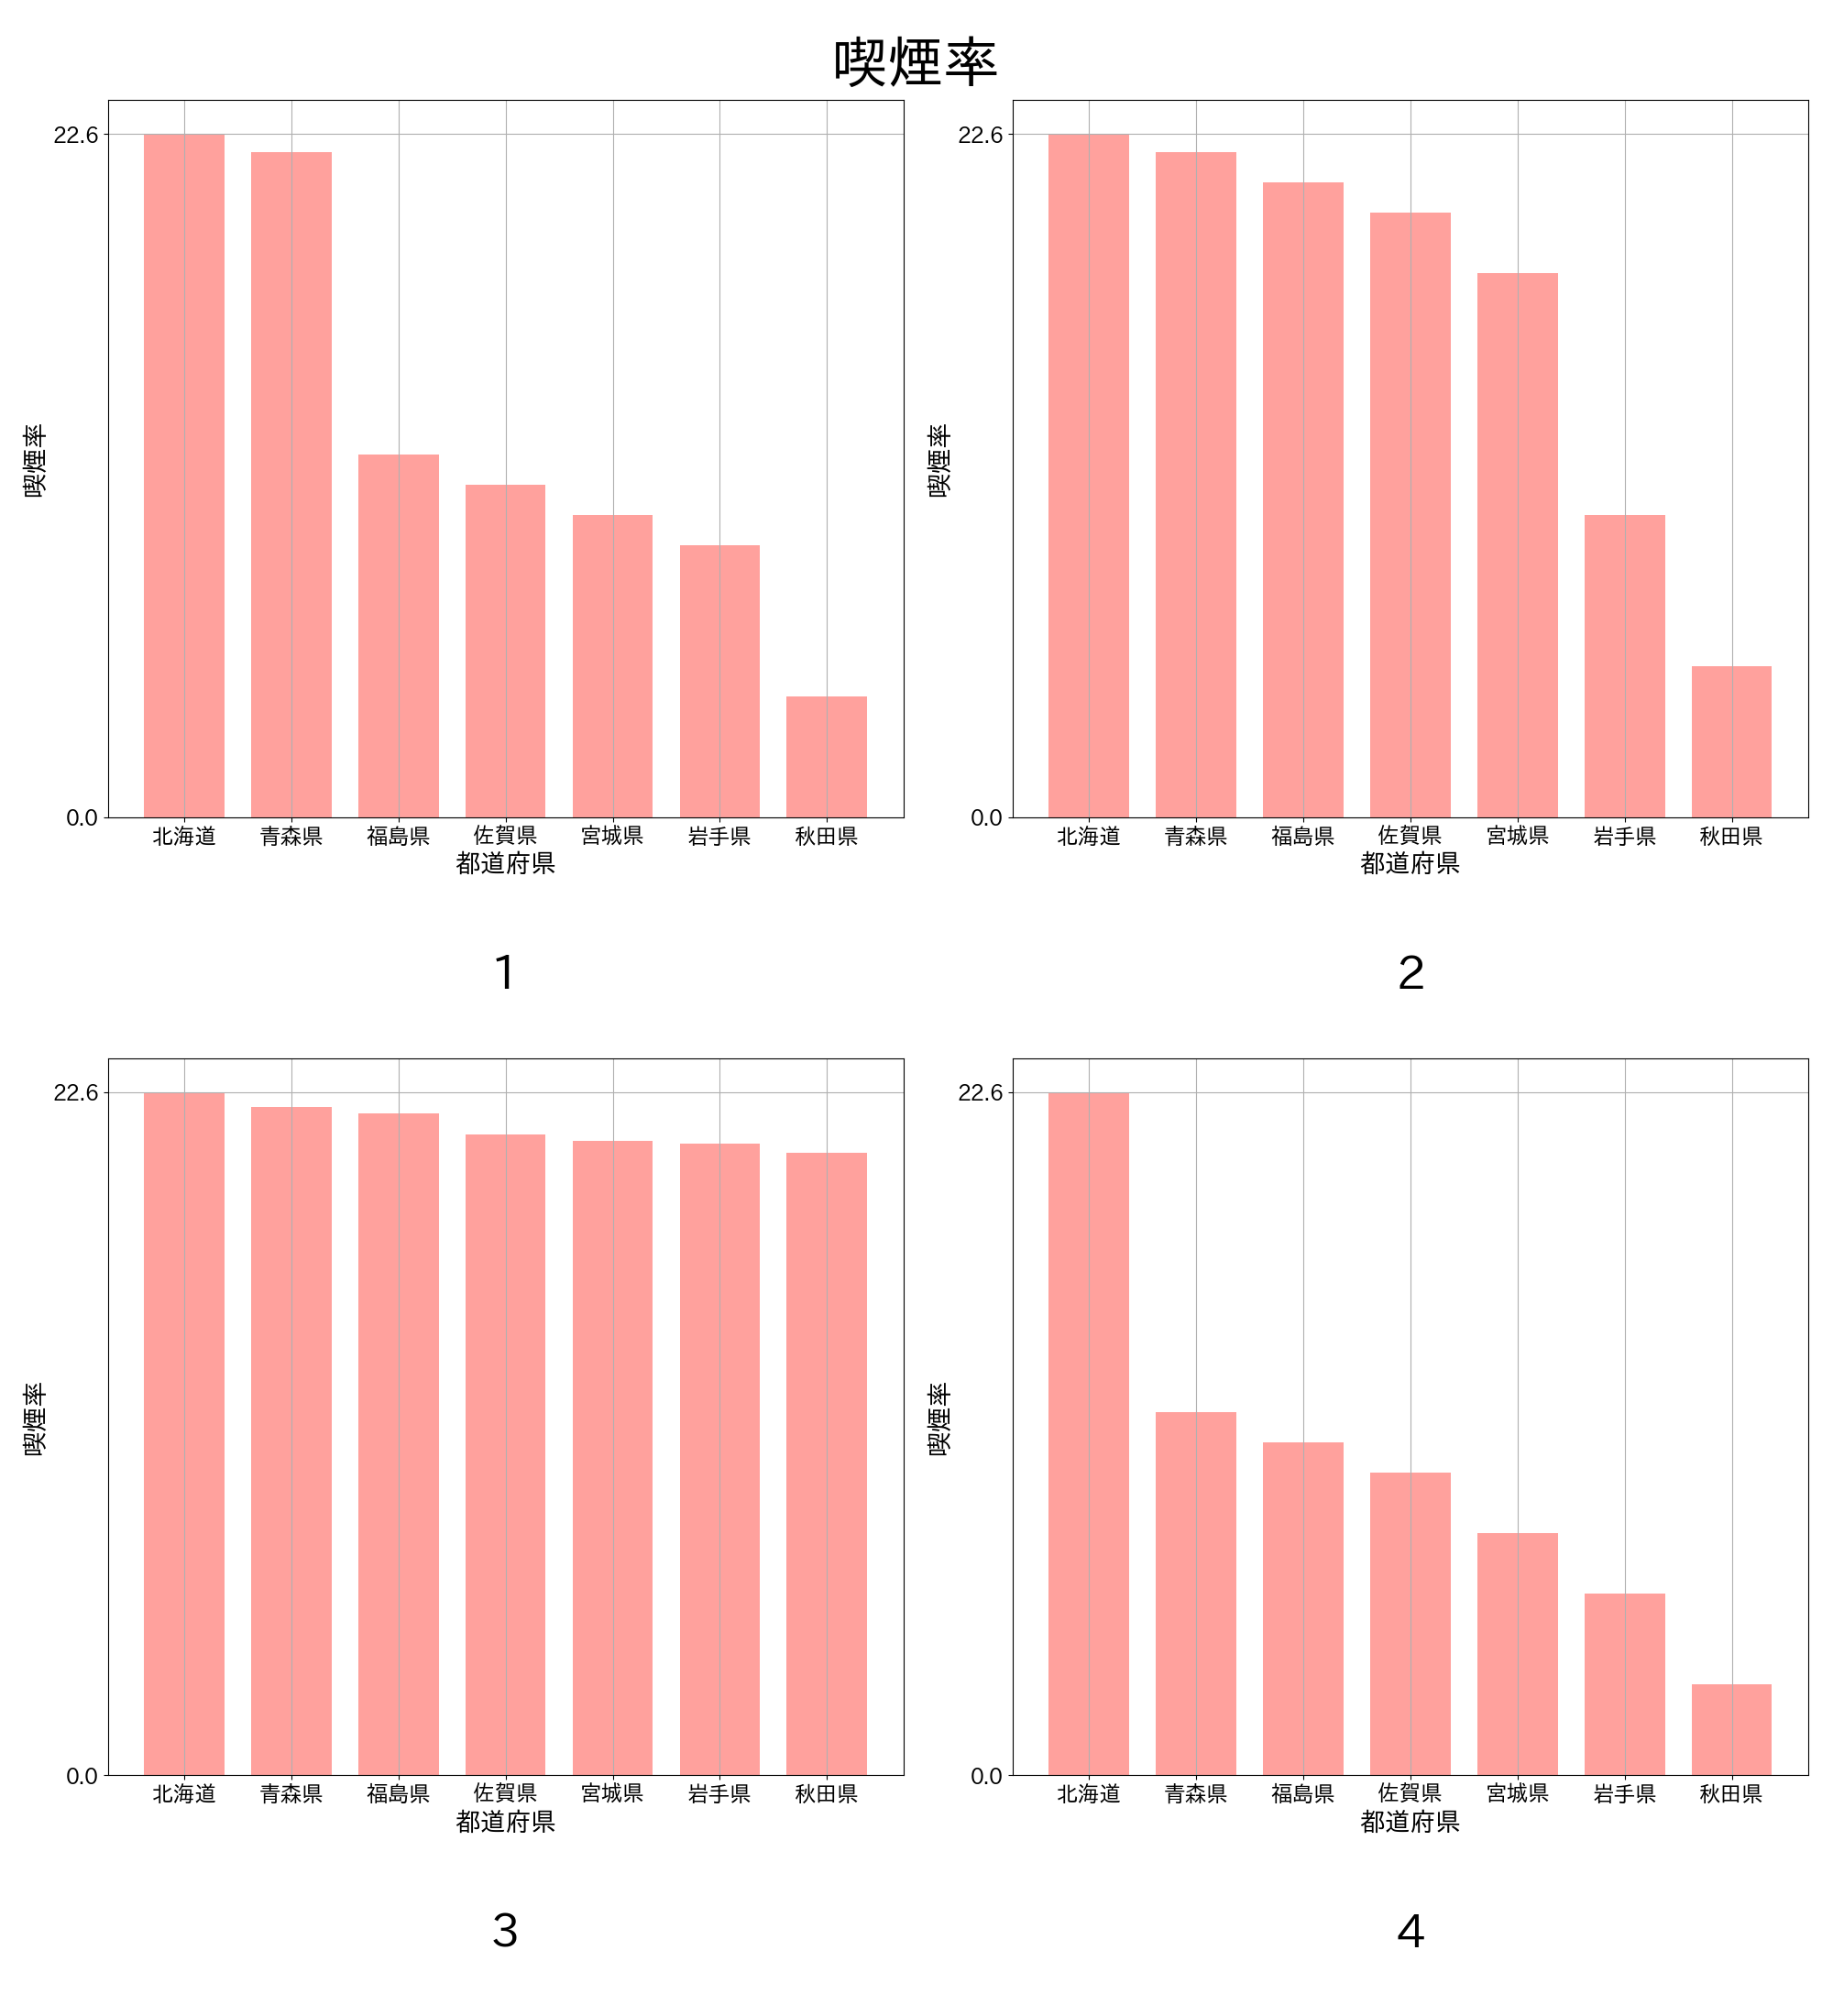 喫煙率
22.6
0.0
喫煙率
北海道 青森県 福島県 佐賀県 宮城県 岩手県 秋田県
都道府県
1
22.6
0.0
喫煙率
北海道 青森県 福島県 佐賀県 宮城県 岩手県 秋田県
都道府県
2
22.6
0.0
喫煙率
北海道 青森県 福島県 佐賀県 宮城県 岩手県 秋田県
都道府県
3
22.6
0.0
喫煙率
北海道 青森県 福島県 佐賀県 宮城県 岩手県 秋田県
都道府県
4